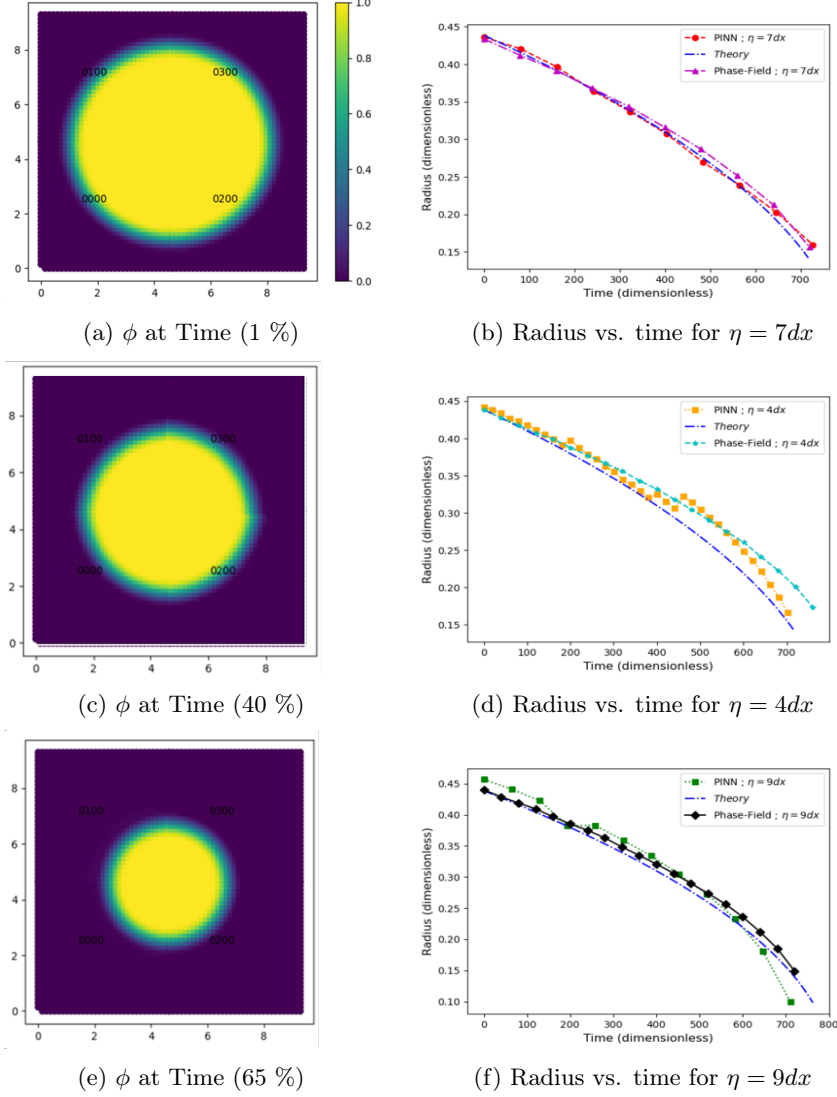 1.0
0.8
0.6
0.4
0.2
0.0
8
6
4
2
0
0 2 4 6 8
0100 0300
0000 0200
(a) ϕ at Time (1 %)
0.45
0.40
0.35
0.30
0.25
0.20
0.15
Radius (dimensionless)
PINN ; η = 7dx
Theory
Phase-Field ; η = 7dx
0 100 200 300 400 500 600 700
Time (dimensionless)
(b) Radius vs. time for η = 7dx
8
6
4
2
0
0 2 4 6 8
0100 0300
0000 0200
(c) ϕ at Time (40 %)
0.45
0.40
0.35
0.30
0.25
0.20
0.15
Radius (dimensionless)
PINN ; η = 4dx
Theory
Phase-Field ; η = 4dx
0 100 200 300 400 500 600 700
Time (dimensionless)
(d) Radius vs. time for η = 4dx
8
6
4
2
0
0 2 4 6 8
0100 0300
0000 0200
(e) ϕ at Time (65 %)
0.45
0.40
0.35
0.30
0.25
0.20
0.15
0.10
Radius (dimensionless)
PINN ; η = 9dx
Theory
Phase-Field ; η = 9dx
0 100 200 300 400 500 600 700 800
Time (dimensionless)
(f) Radius vs. time for η = 9dx